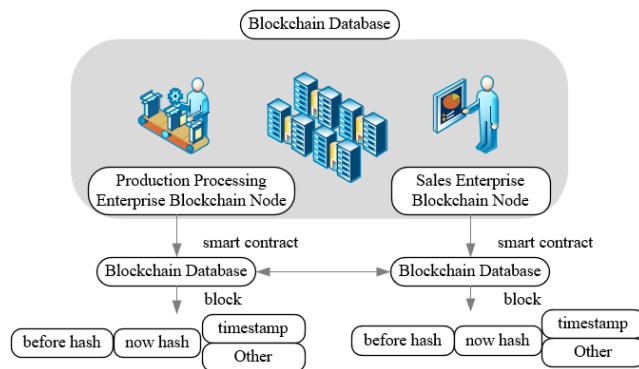 Blockchain Database
Production Processing
Enterprise Blockchain Node
Sales Enterprise
Blockchain Node
smart contract
smart contract
Blockchain Database
Blockchain Database
block
block
before hash
now hash
timestamp
Other
before hash
now hash
timestamp
Other